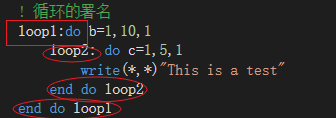 ! 循环的署名
loop1:do b=1,10,1
loop2: do c=1,5,1
write(*,*)"This is a test"
end do loop2
end do loop1